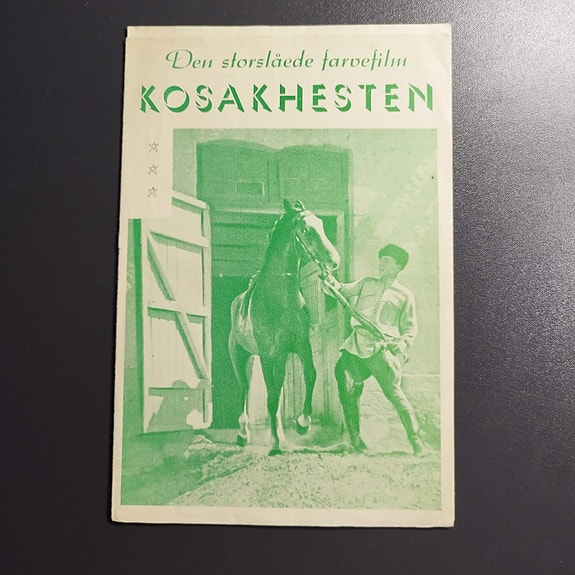 Den storslåede farvefilm
KOSAKHESTEN